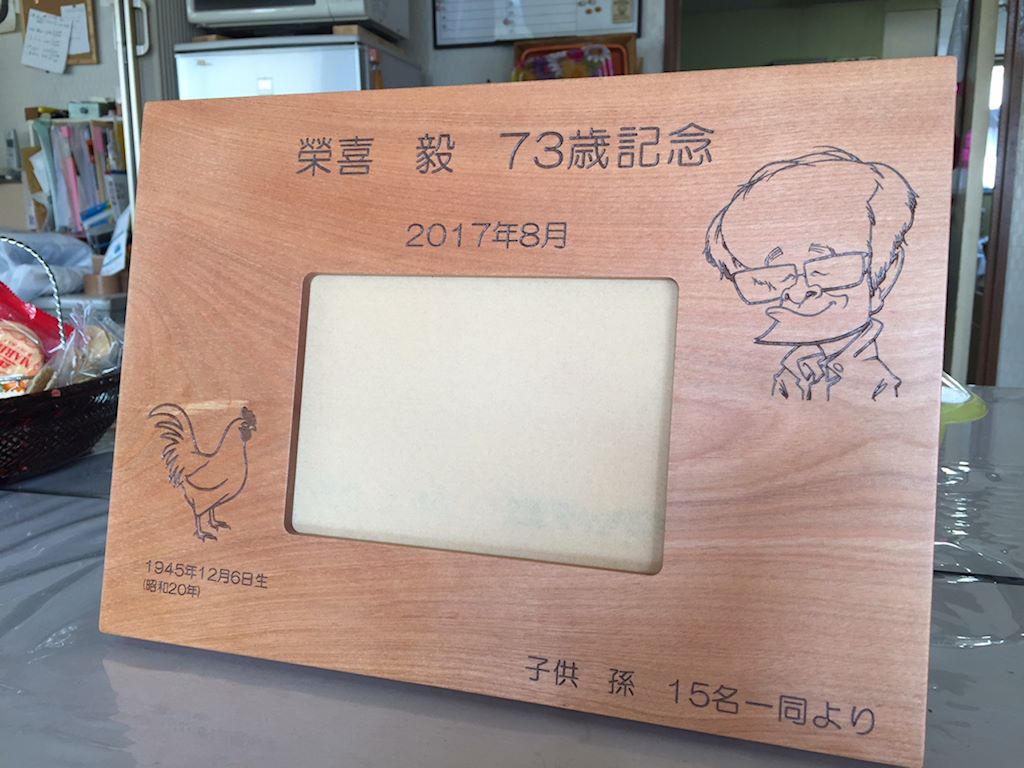 榮喜 毅 73歳記念
2017年8月
1945年12月6日生
(昭和20年)
子供 孫 15名一同より